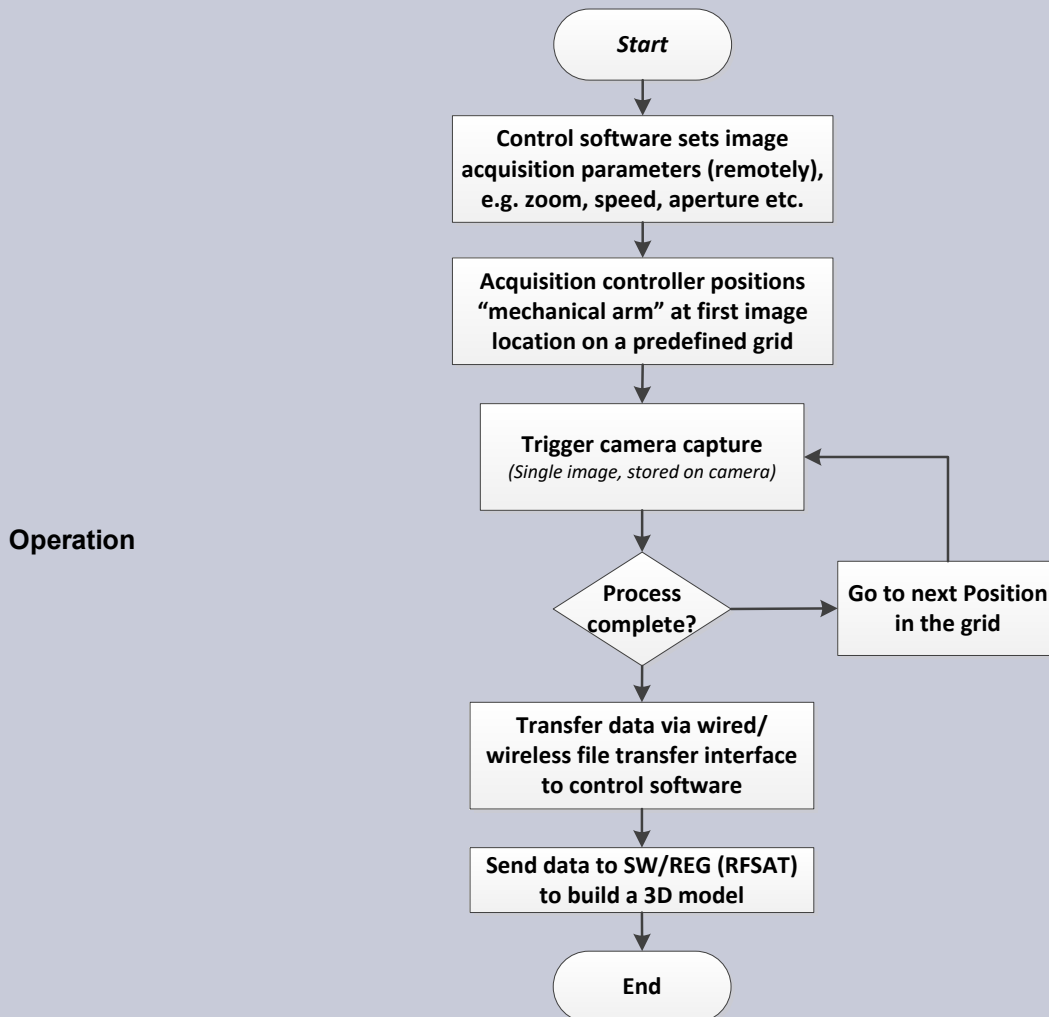 Start
Control software sets image
acquisition parameters (remotely),
e.g. zoom, speed, aperture etc.
Acquisition controller positions
“mechanical arm” at first image
location on a predefined grid
Trigger camera capture
(Single image, stored on camera)
Operation
Process
complete?
Go to next Position
in the grid
Transfer data via wired/
wireless file transfer interface
to control software
Send data to SW/REG (RFSAT)
to build a 3D model
End